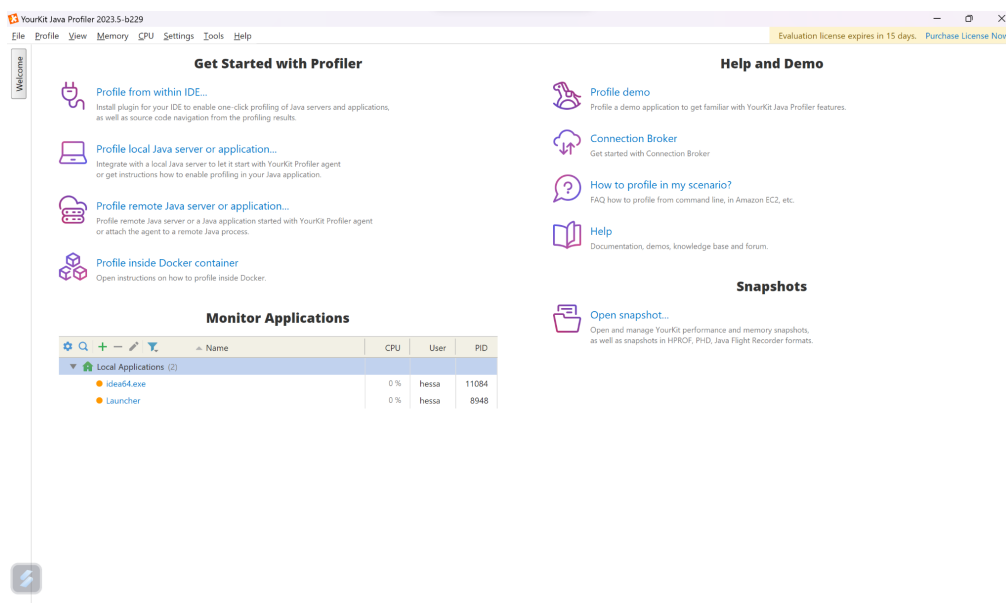 YourKit Java Profiler 2023.5-b229
File Profile View Memory CPU Settings Tools Help
Evaluation license expires in 15 days. Purchase License Now
Welcome
Get Started with Profiler
Profile from within IDE...
Install plugin for your IDE to enable one-click profiling of Java servers and applications,
as well as source code navigation from the profiling results.
Profile local Java server or application...
Integrate with a local Java server to let it start with YourKit Profiler agent
or get instructions how to enable profiling in your Java application.
Profile remote Java server or application...
Profile remote Java server or a Java application started with YourKit Profiler agent
or attach the agent to a remote Java process.
Profile inside Docker container
Open instructions on how to profile inside Docker.
Monitor Applications
Name CPU User PID
Local Applications (2)
idea64.exe 0 % hessa 11084
Launcher 0 % hessa 8948
Help and Demo
Profile demo
Profile a demo application to get familiar with YourKit Java Profiler features.
Connection Broker
Get started with Connection Broker
How to profile in my scenario?
FAQ how to profile from command line, in Amazon EC2, etc.
Help
Documentation, demos, knowledge base and forum.
Snapshots
Open snapshot...
Open and manage YourKit performance and memory snapshots,
as well as snapshots in HPROF, PHD, Java Flight Recorder formats.